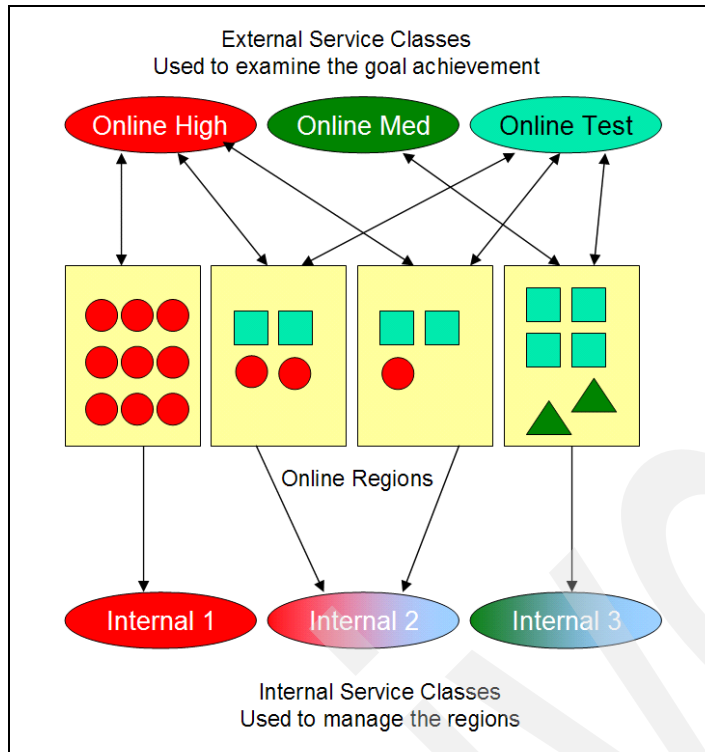 External Service Classes
Used to examine the goal achievement
Online High
Online Med
Online Test
Online Regions
Internal 1
Internal 2
Internal 3
Internal Service Classes
Used to manage the regions